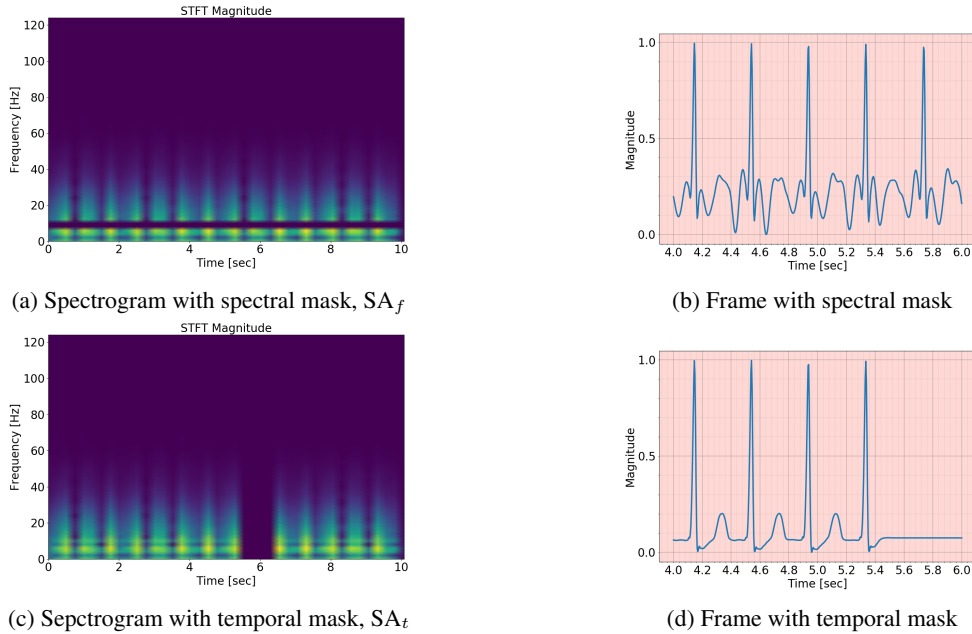 STFT Magnitude
120
100
80
60
40
20
0
Frequency [Hz]
0 2 4 6 8 10
Time [sec]
(a) Spectrogram with spectral mask, SAf
1.0
0.5
0.0
Magnitude
4.0 4.2 4.4 4.6 4.8 5.0 5.2 5.4 5.6 5.8 6.0
Time [sec]
(b) Frame with spectral mask
STFT Magnitude
120
100
80
60
40
20
0
Frequency [Hz]
0 2 4 6 8 10
Time [sec]
(c) Sepctrogram with temporal mask, SAt
1.0
0.5
0.0
Magnitude
4.0 4.2 4.4 4.6 4.8 5.0 5.2 5.4 5.6 5.8 6.0
Time [sec]
(d) Frame with temporal mask